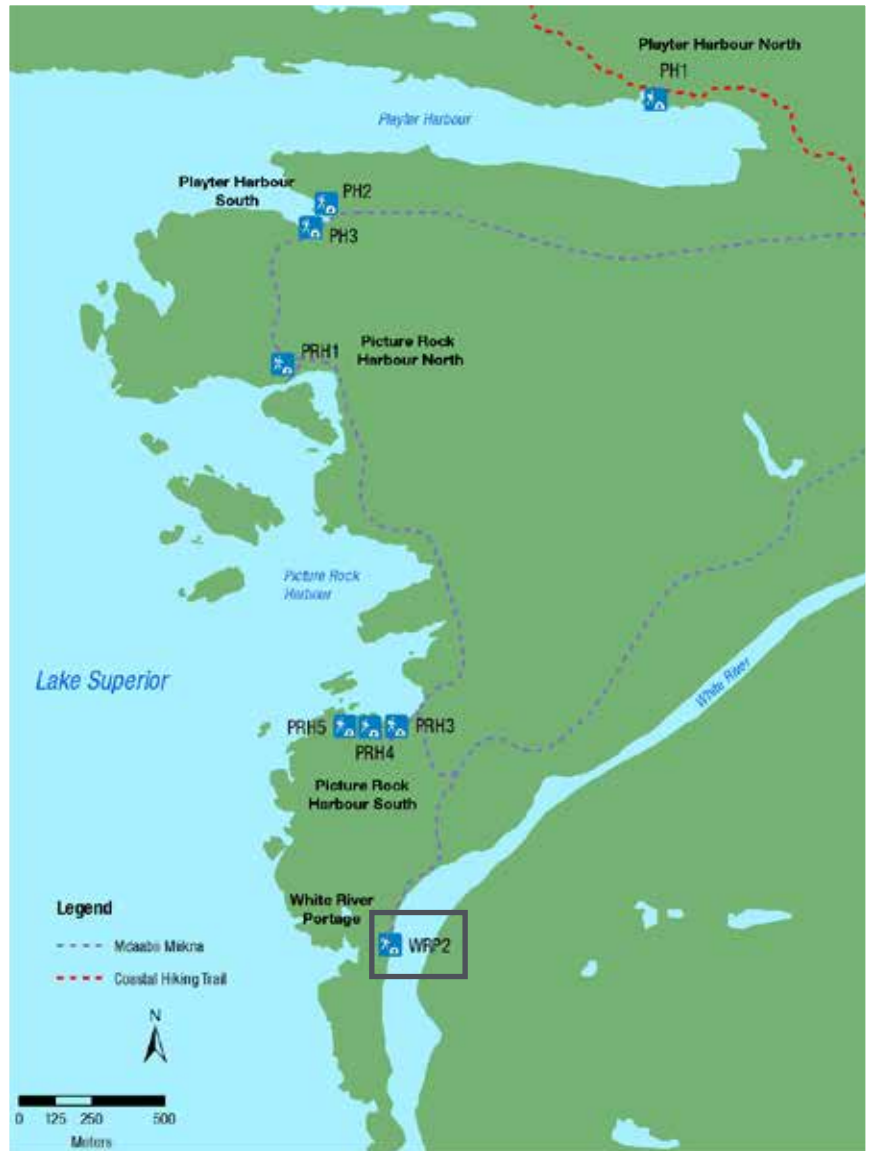 Playter Harbour North
PH1
Playter Harbour
Playter Harbour
South
PH2
PH3
PRH1
Picture Rock
Harbour North
Picture Rock
Harbour
Lake Superior
White River
PRH5
PRH4
PRH3
Picture Rock
Harbour South
White River
Portage
WRP2
Legend
Mdaabii Miikna
Coastal Hiking Trail
N
0 125 250 500
Meters